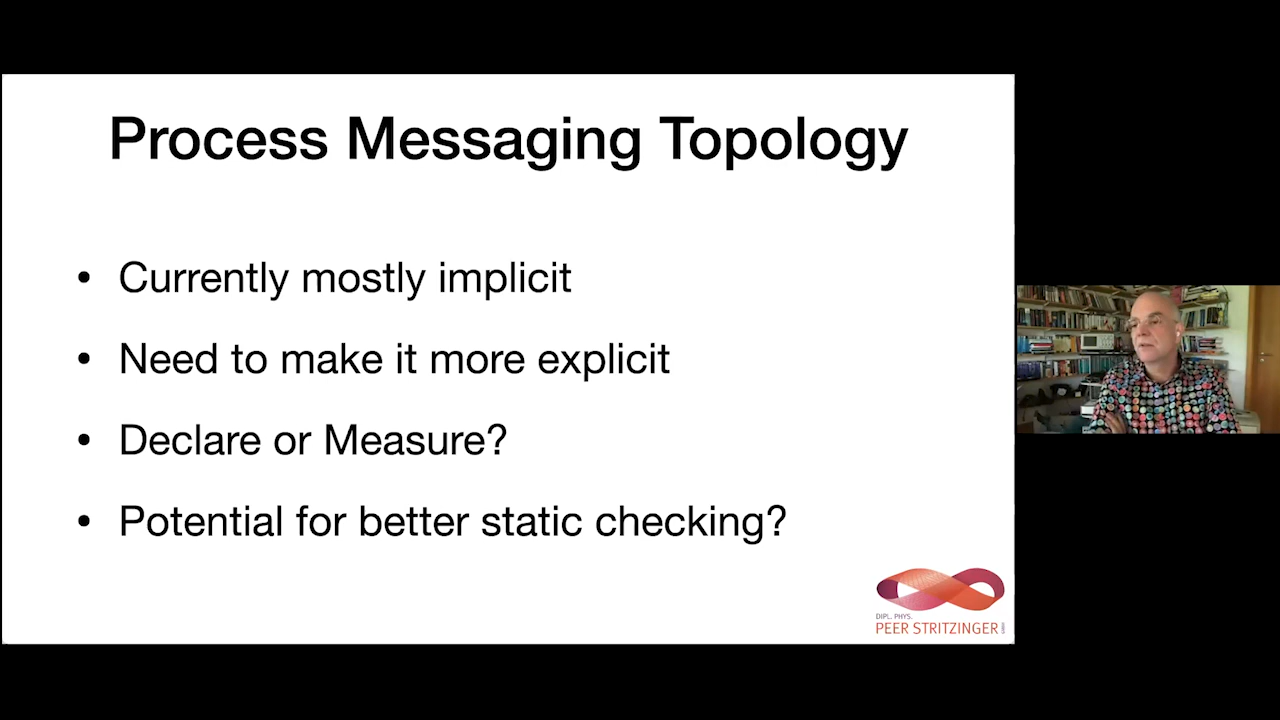 Process Messaging Topology
• Currently mostly implicit
• Need to make it more explicit
• Declare or Measure?
• Potential for better static checking?
DIPL. PHYS.
PEER STRITZINGER